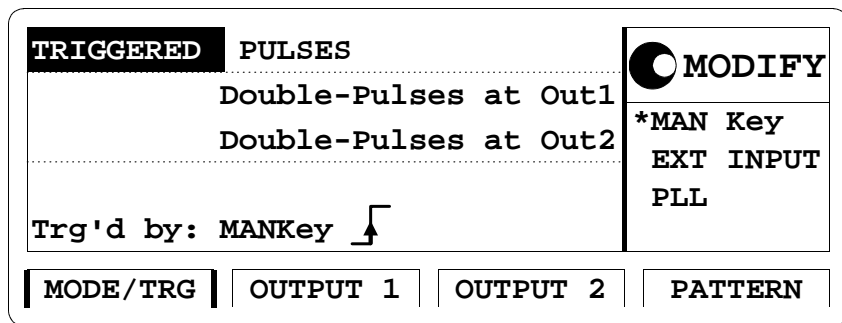 TRIGGERED PULSES
Double-Pulses at Out1
Double-Pulses at Out2
Trg'd by: MANKey
MODIFY
*MAN Key
EXT INPUT
PLL
MODE/TRG
OUTPUT 1
OUTPUT 2
PATTERN